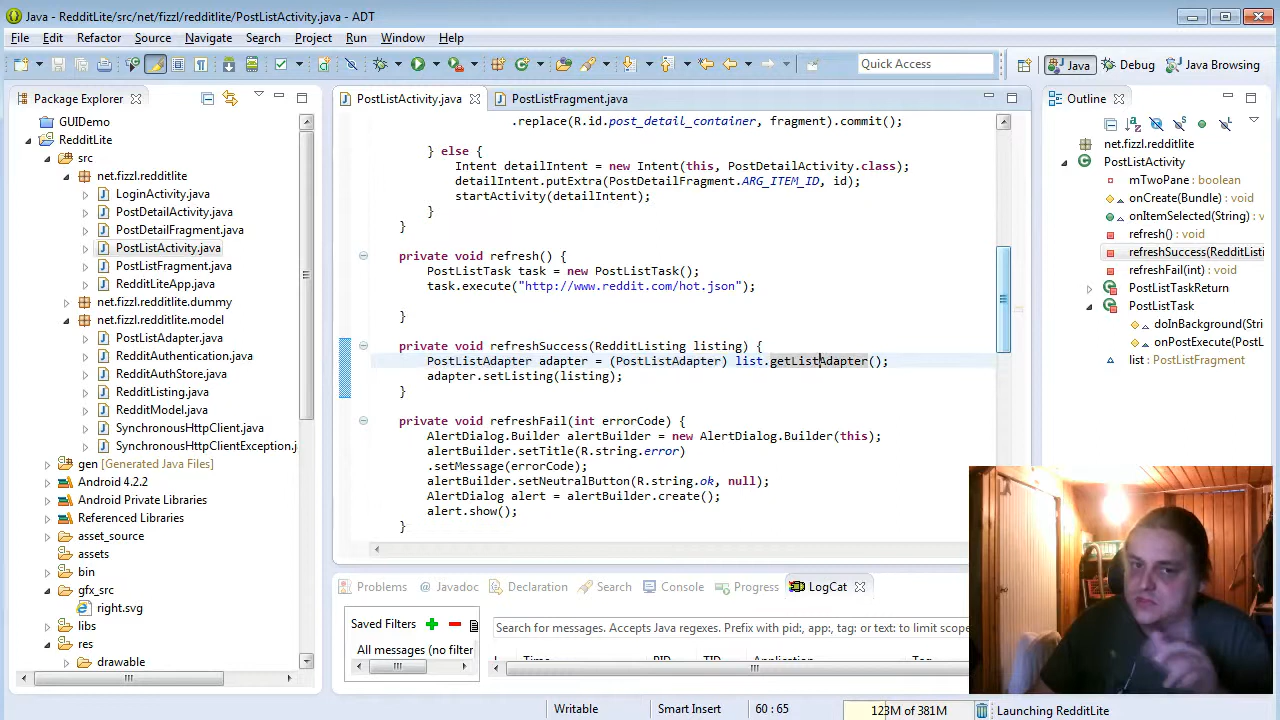 Java - RedditLite/src/net/fizzl/redditlite/PostListActivity.java - ADT
File Edit Refactor Source Navigate Search Project Run Window Help
Quick Access
Java
Debug
Java Browsing
Package Explorer
GUIDemo
RedditLite
src
net.fizzl.redditlite
LoginActivity.java
PostDetailActivity.java
PostDetailFragment.java
PostListActivity.java
PostListFragment.java
RedditLiteApp.java
net.fizzl.redditlite.dummy
net.fizzl.redditlite.model
PostListAdapter.java
RedditAuthentication.java
RedditAuthStore.java
RedditListing.java
RedditModel.java
SynchronousHttpClient.java
SynchronousHttpClientException.j
gen [Generated Java Files]
Android 4.2.2
Android Private Libraries
Referenced Libraries
asset_source
assets
bin
gfx_src
right.svg
libs
res
drawable
PostListActivity.java
PostListFragment.java
.replace(R.id.post_detail_container, fragment).commit();
} else {
Intent detailIntent = new Intent(this, PostDetailActivity.class);
detailIntent.putExtra(PostDetailFragment.ARG_ITEM_ID, id);
startActivity(detailIntent);
}
}
private void refresh() {
PostListTask task = new PostListTask();
task.execute("http://www.reddit.com/hot.json");
}
private void refreshSuccess(RedditListing listing) {
PostListAdapter adapter = (PostListAdapter) list.getListAdapter();
adapter.setListing(listing);
}
private void refreshFail(int errorCode) {
AlertDialog.Builder alertBuilder = new AlertDialog.Builder(this);
alertBuilder.setTitle(R.string.error)
.setMessage(errorCode);
alertBuilder.setNeutralButton(R.string.ok, null);
AlertDialog alert = alertBuilder.create();
alert.show();
}
Outline
net.fizzl.redditlite
PostListActivity
mTwoPane : boolean
onCreate(Bundle) : void
onItemSelected(String) :
refresh() : void
refreshSuccess(RedditListi
refreshFail(int) : void
PostListTaskReturn
PostListTask
doInBackground(Stri
onPostExecute(PostL
list : PostListFragment
Problems
@ Javadoc
Declaration
Search
Console
Progress
LogCat
Saved Filters
All messages (no filter
Search for messages. Accepts Java regexes. Prefix with pid:, app:, tag: or text: to limit scope
L Time PID TID Application Tag
Writable
Smart Insert
60 : 65
123M of 381M
Launching RedditLite